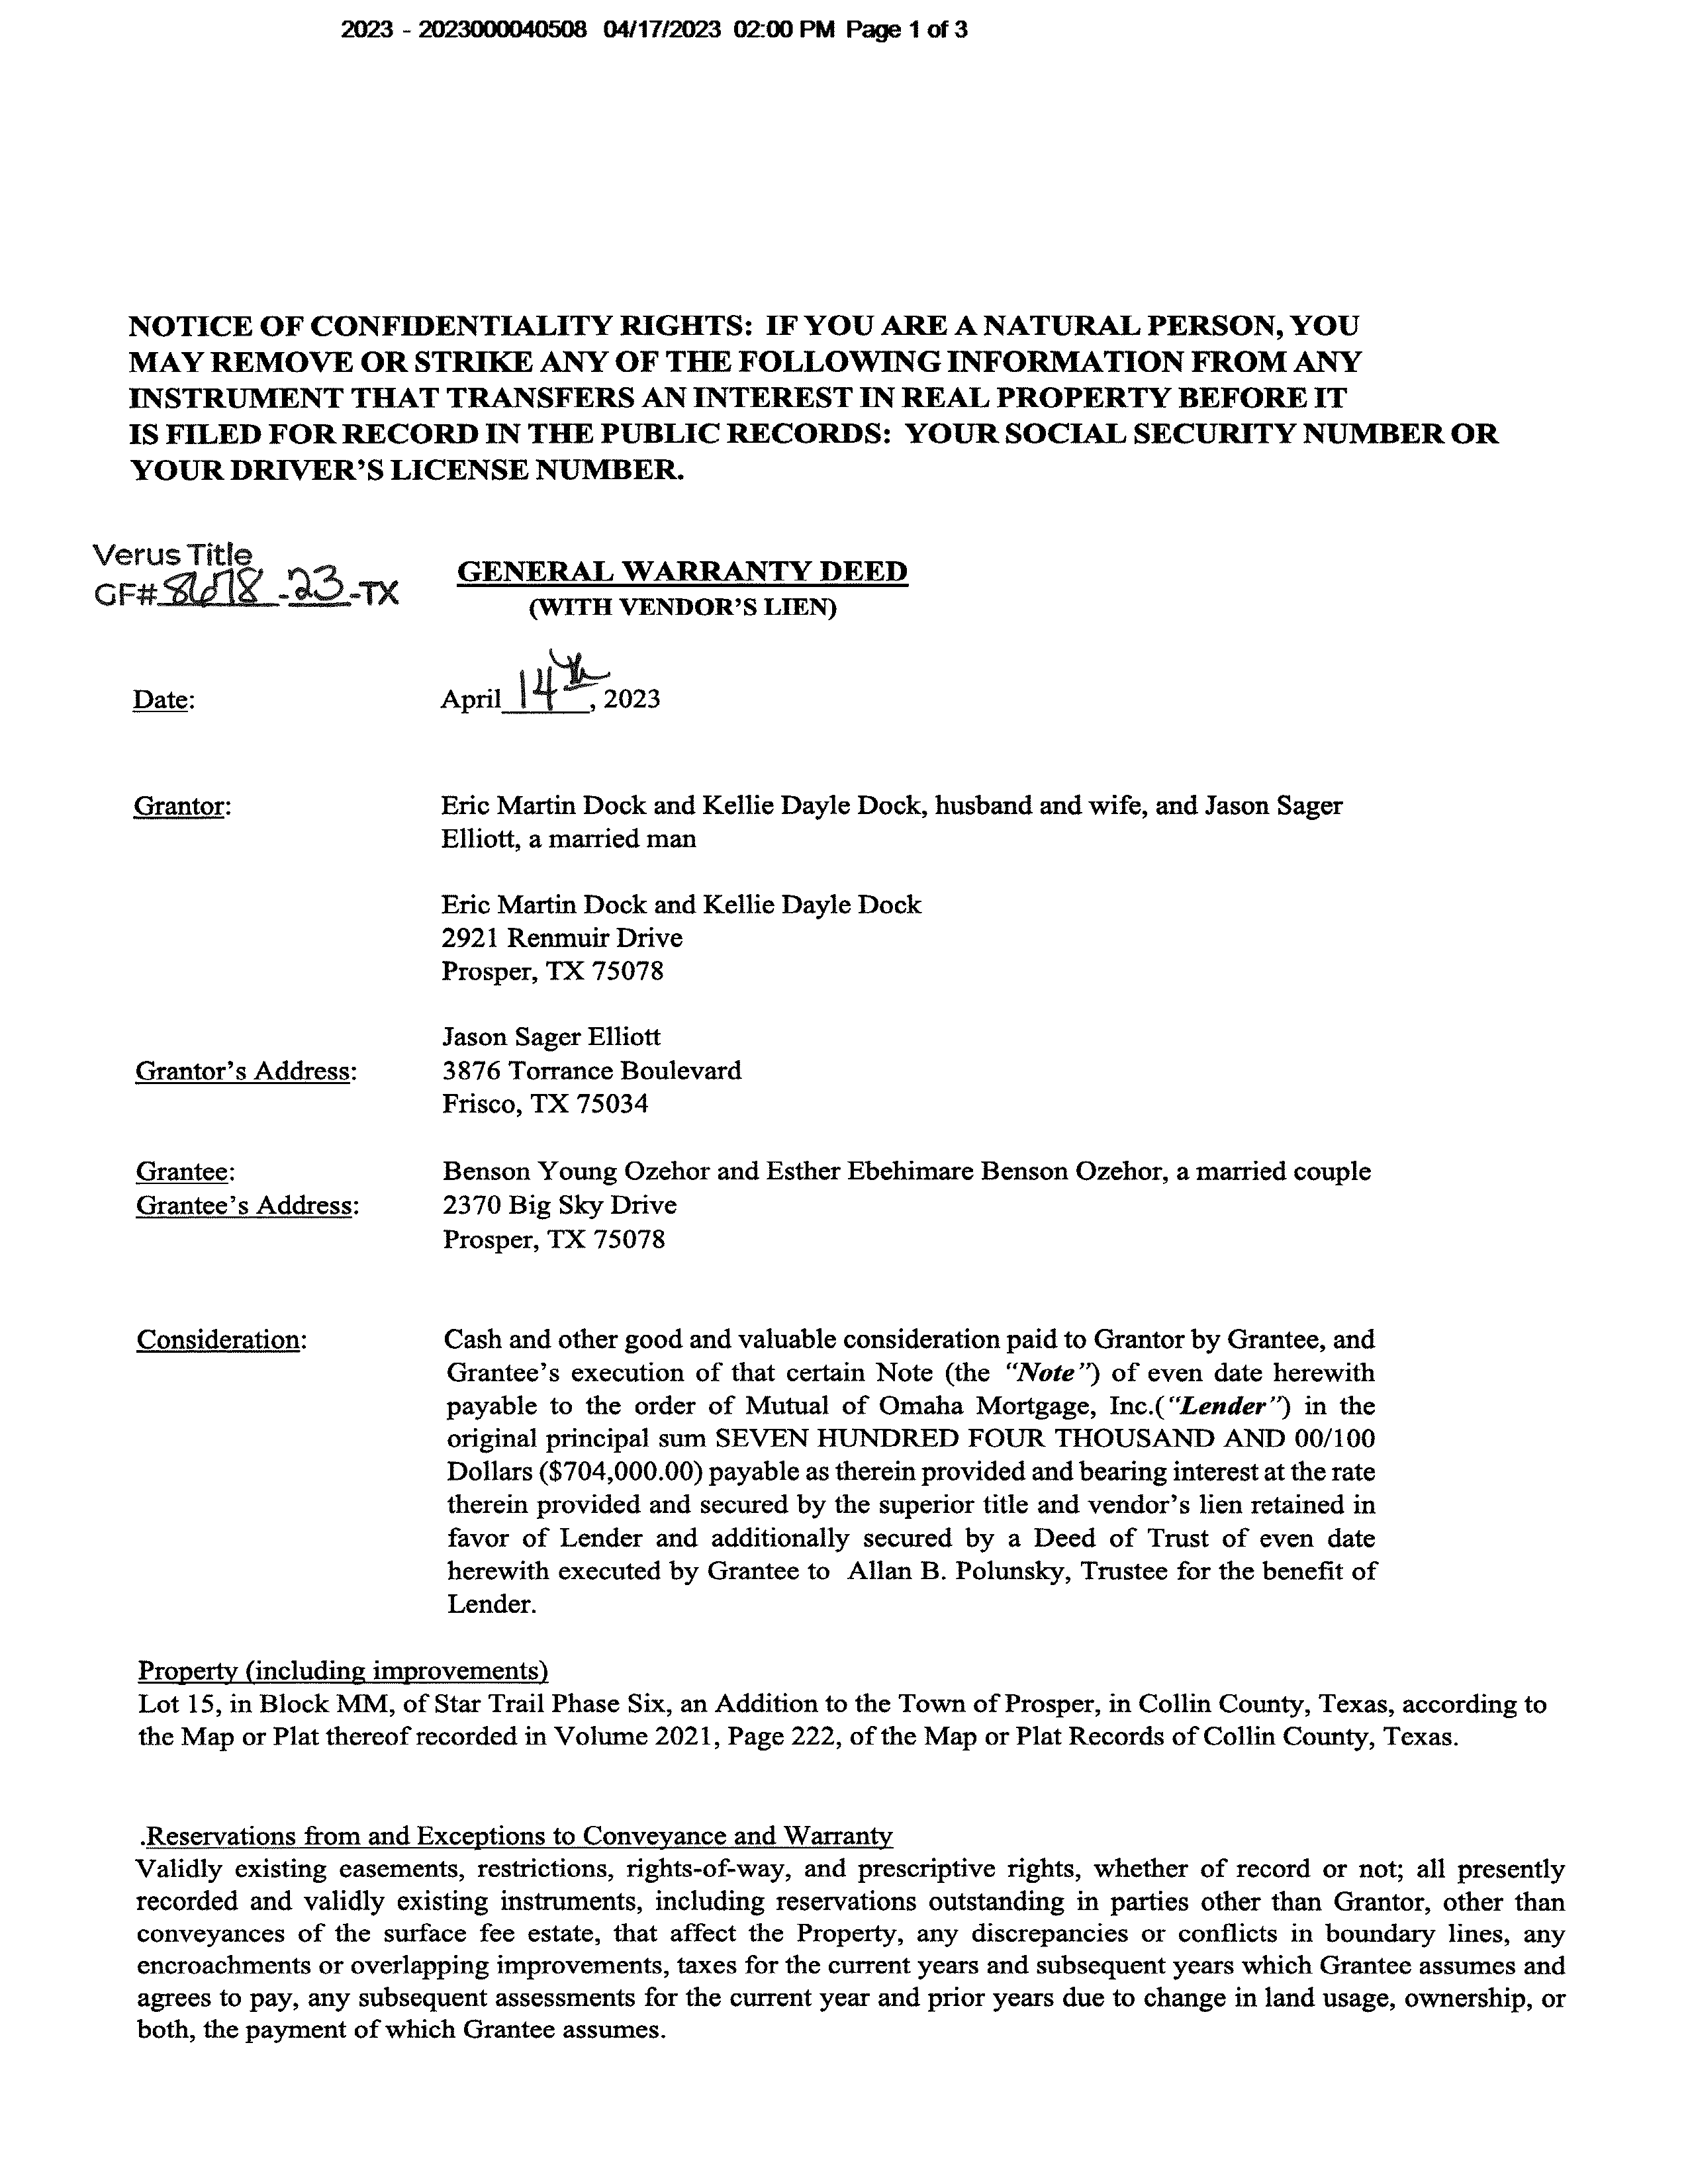 2023 - 2023000040508 04/17/2023 02:00 PM Page 1 of 3
NOTICE OF CONFIDENTIALITY RIGHTS: IF YOU ARE A NATURAL PERSON, YOU
MAY REMOVE OR STRIKE ANY OF THE FOLLOWING INFORMATION FROM ANY
INSTRUMENT THAT TRANSFERS AN INTEREST IN REAL PROPERTY BEFORE IT
IS FILED FOR RECORD IN THE PUBLIC RECORDS: YOUR SOCIAL SECURITY NUMBER OR
YOUR DRIVER'S LICENSE NUMBER.
Verus Title
GF# -23-TX
GENERAL WARRANTY DEED
(WITH VENDOR'S LIEN)
Date: April 14th, 2023
Grantor: Eric Martin Dock and Kellie Dayle Dock, husband and wife, and Jason Sager
Elliott, a married man
Eric Martin Dock and Kellie Dayle Dock
2921 Renmuir Drive
Prosper, TX 75078
Jason Sager Elliott
Grantor's Address: 3876 Torrance Boulevard
Frisco, TX 75034
Grantee: Benson Young Ozehor and Esther Ebehimare Benson Ozehor, a married couple
Grantee's Address: 2370 Big Sky Drive
Prosper, TX 75078
Consideration: Cash and other good and valuable consideration paid to Grantor by Grantee, and
Grantee's execution of that certain Note (the "Note") of even date herewith
payable to the order of Mutual of Omaha Mortgage, Inc.("Lender") in the
original principal sum SEVEN HUNDRED FOUR THOUSAND AND 00/100
Dollars ($704,000.00) payable as therein provided and bearing interest at the rate
therein provided and secured by the superior title and vendor's lien retained in
favor of Lender and additionally secured by a Deed of Trust of even date
herewith executed by Grantee to Allan B. Polunsky, Trustee for the benefit of
Lender.
Property (including improvements)
Lot 15, in Block MM, of Star Trail Phase Six, an Addition to the Town of Prosper, in Collin County, Texas, according to
the Map or Plat thereof recorded in Volume 2021, Page 222, of the Map or Plat Records of Collin County, Texas.
.Reservations from and Exceptions to Conveyance and Warranty
Validly existing easements, restrictions, rights-of-way, and prescriptive rights, whether of record or not; all presently
recorded and validly existing instruments, including reservations outstanding in parties other than Grantor, other than
conveyances of the surface fee estate, that affect the Property, any discrepancies or conflicts in boundary lines, any
encroachments or overlapping improvements, taxes for the current years and subsequent years which Grantee assumes and
agrees to pay, any subsequent assessments for the current year and prior years due to change in land usage, ownership, or
both, the payment of which Grantee assumes.